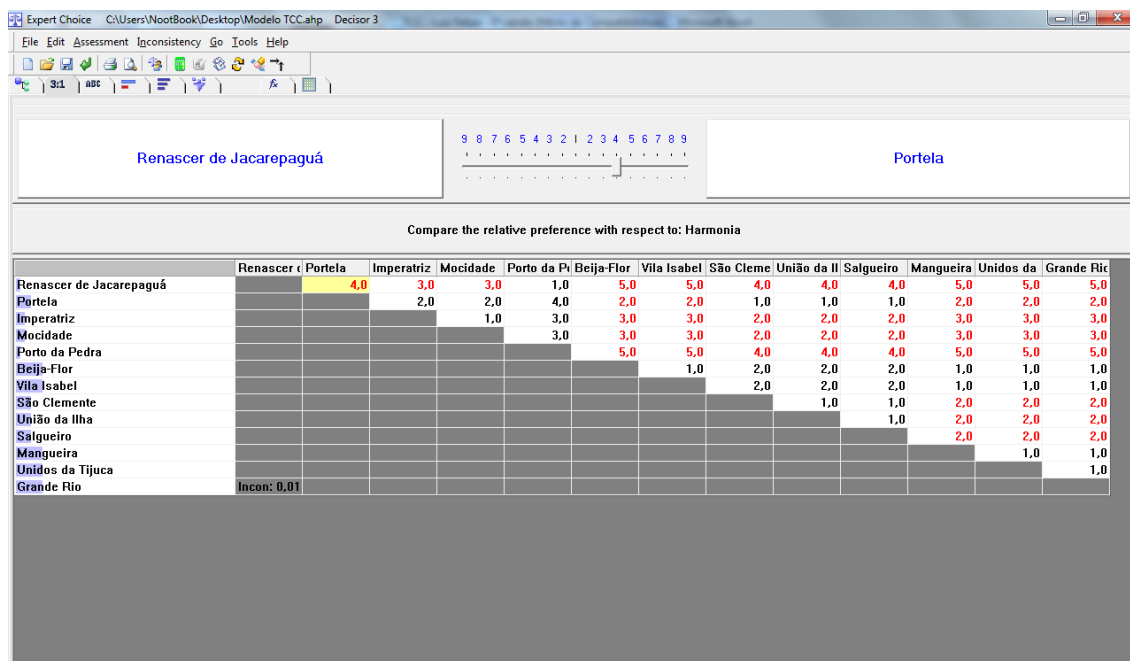 Expert Choice C:\Users\NootBook\Desktop\Modelo TCC.ahp Decisor 3
File Edit Assessment Inconsistency Go Tools Help
3:1 ABC fx
9 8 7 6 5 4 3 2 1 2 3 4 5 6 7 8 9
Renascer de Jacarepaguá Portela
Compare the relative preference with respect to: Harmonia
Renascer Portela Imperatriz Mocidade Porto da P Beija-Flor Vila Isabel São Cleme União da Il Salgueiro Mangueira Unidos da Grande Ric
Renascer de Jacarepaguá 4,0 3,0 3,0 1,0 5,0 5,0 4,0 4,0 4,0 5,0 5,0 5,0
Portela 2,0 2,0 4,0 2,0 2,0 1,0 1,0 1,0 2,0 2,0 2,0
Imperatriz 1,0 3,0 3,0 3,0 2,0 2,0 2,0 3,0 3,0 3,0
Mocidade 3,0 3,0 3,0 2,0 2,0 2,0 3,0 3,0 3,0
Porto da Pedra 5,0 5,0 4,0 4,0 4,0 5,0 5,0 5,0
Beija-Flor 1,0 2,0 2,0 2,0 1,0 1,0 1,0
Vila Isabel 2,0 2,0 2,0 1,0 1,0 1,0
São Clemente 1,0 1,0 2,0 2,0 2,0
União da Ilha 1,0 2,0 2,0 2,0
Salgueiro 2,0 2,0 2,0
Mangueira 1,0 1,0
Unidos da Tijuca 1,0
Grande Rio Incon: 0,01